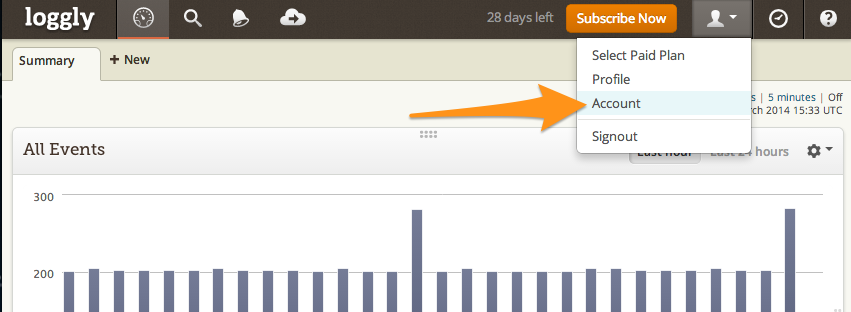 loggly
28 days left
Subscribe Now
Select Paid Plan
Profile
Account
Signout
Summary
+ New
| 5 minutes | Off
2014 15:33 UTC
All Events
Last hour
Last 24 hours
300
200